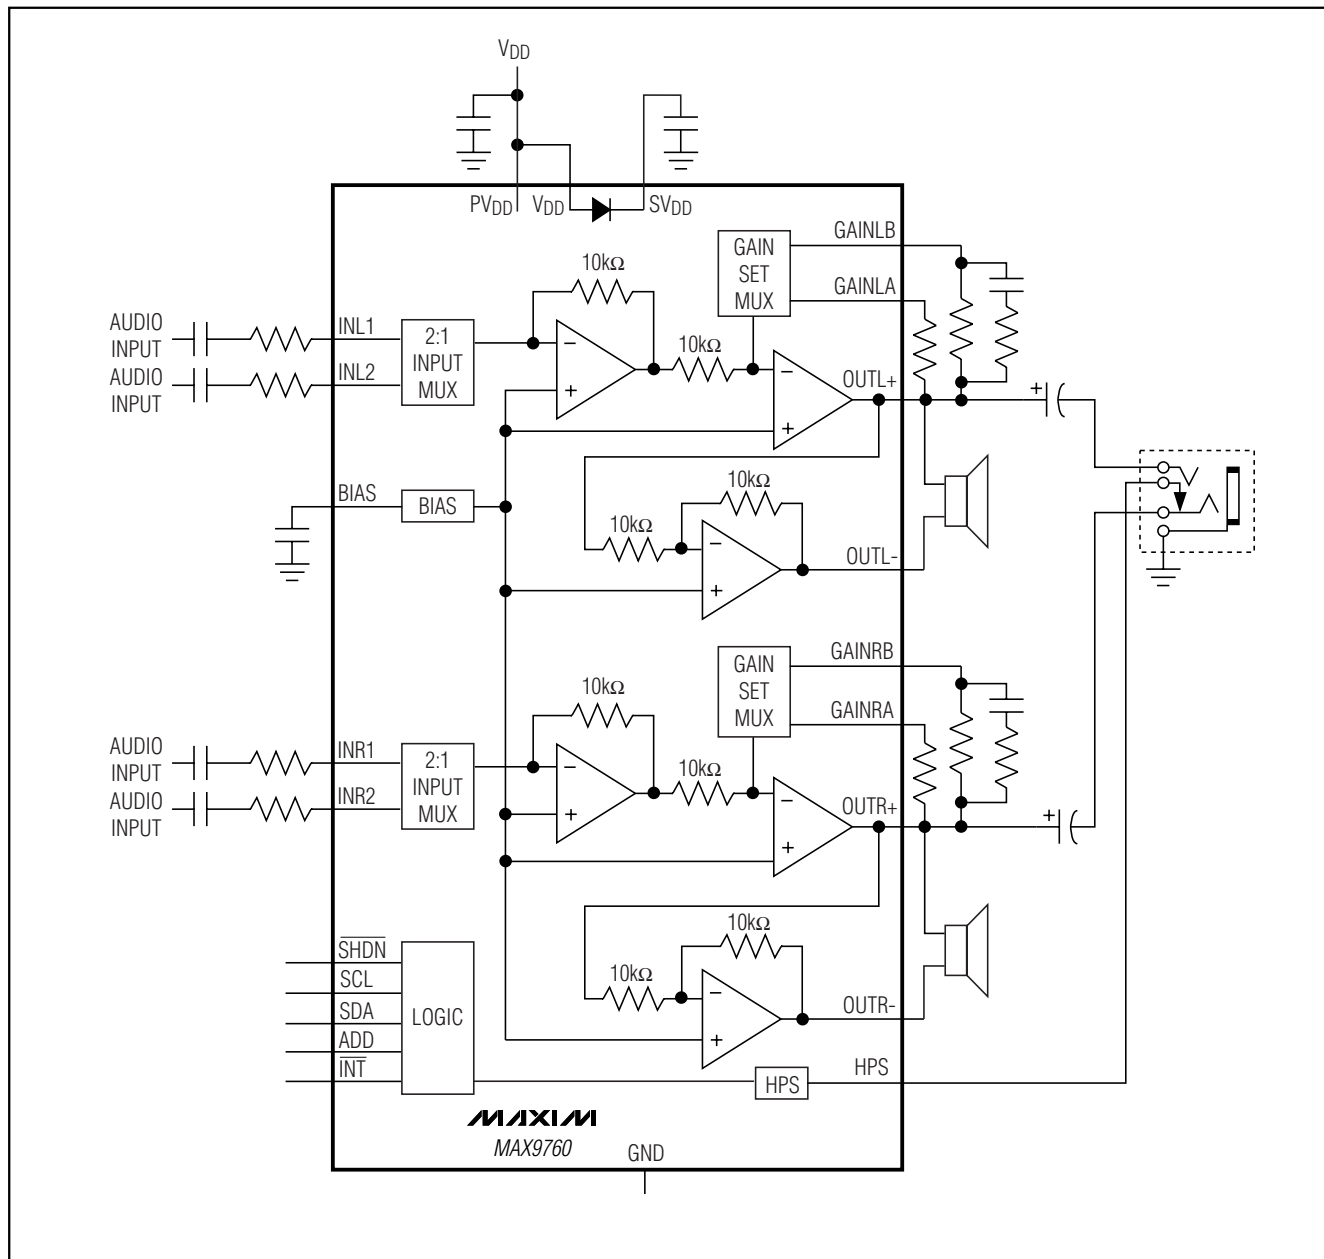 VDD
PVDD
VDD
SVDD
GAIN
SET
MUX
GAINLB
GAINLA
10kΩ
AUDIO
INPUT
INL1
2:1
INPUT
MUX
AUDIO
INPUT
INL2
−
+
10kΩ
−
+
OUTL+
+
BIAS
BIAS
10kΩ
10kΩ
−
+
OUTL-
GAIN
SET
MUX
GAINRB
GAINRA
10kΩ
AUDIO
INPUT
INR1
2:1
INPUT
MUX
AUDIO
INPUT
INR2
−
+
10kΩ
−
+
OUTR+
+
10kΩ
10kΩ
−
+
OUTR-
SHDN
SCL
SDA
ADD
INT
LOGIC
HPS
HPS
MAXIM
MAX9760
GND